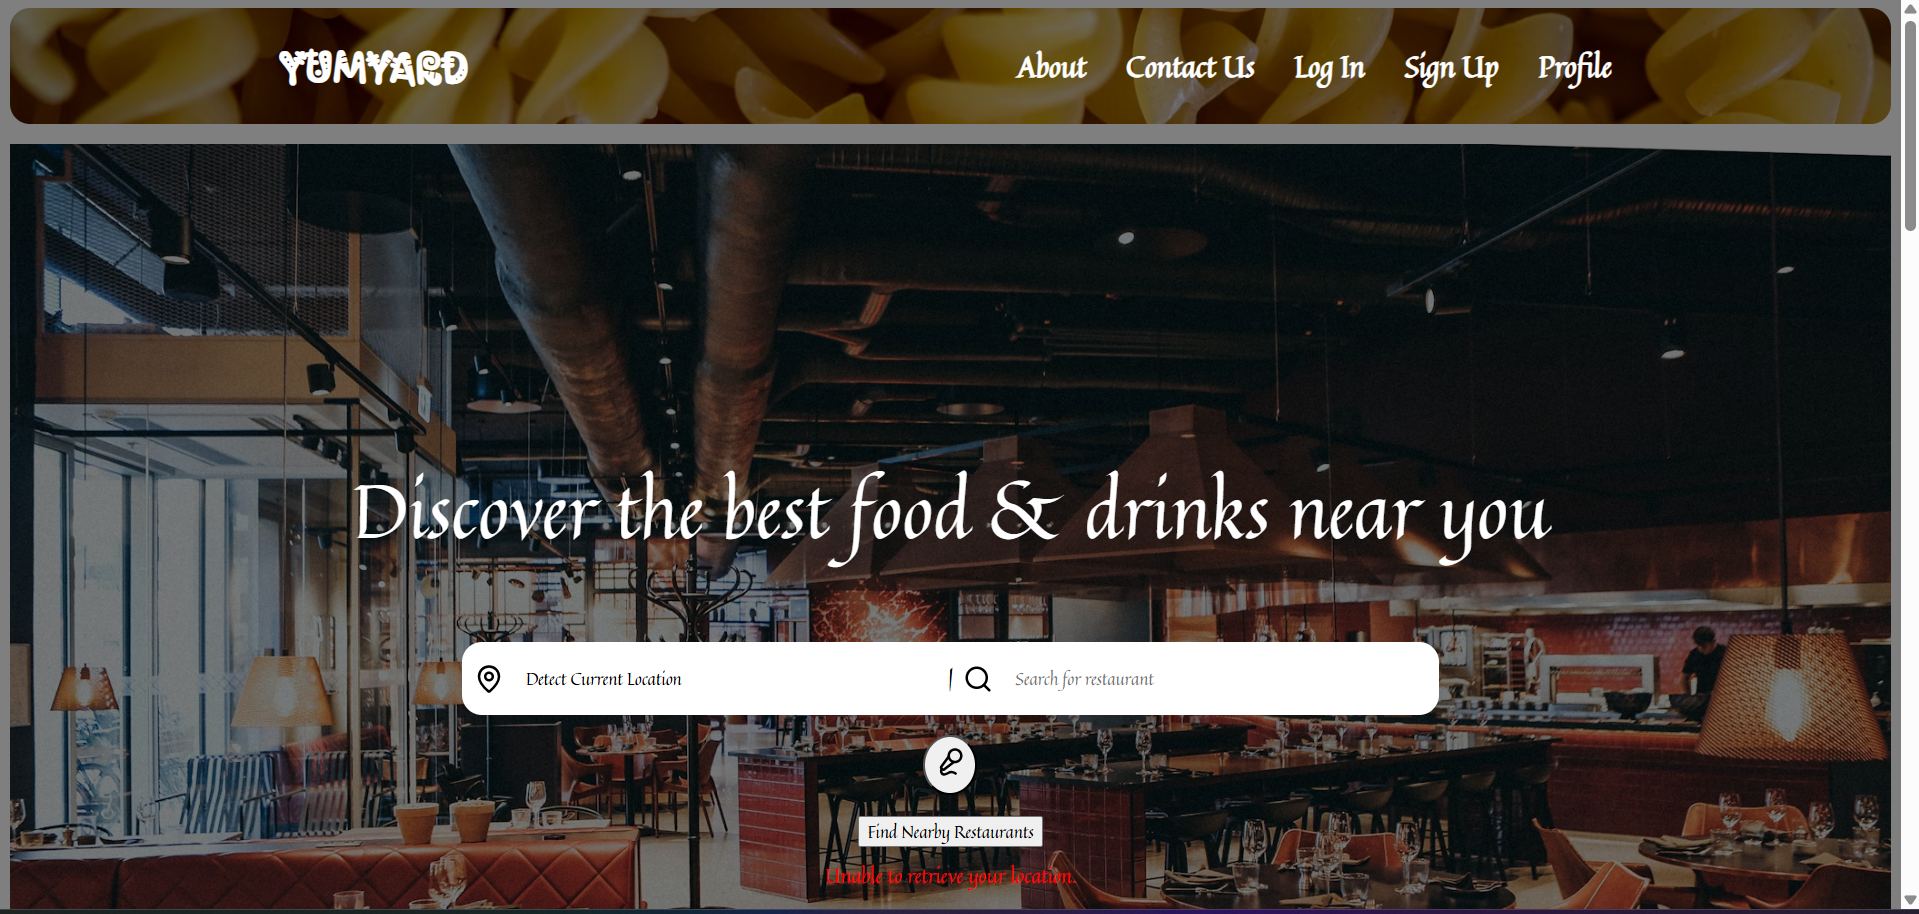 YUMYARD
About Contact Us Log In Sign Up Profile
Discover the best food & drinks near you
Detect Current Location | Search for restaurant
Find Nearby Restaurants
Unable to retrieve your location.